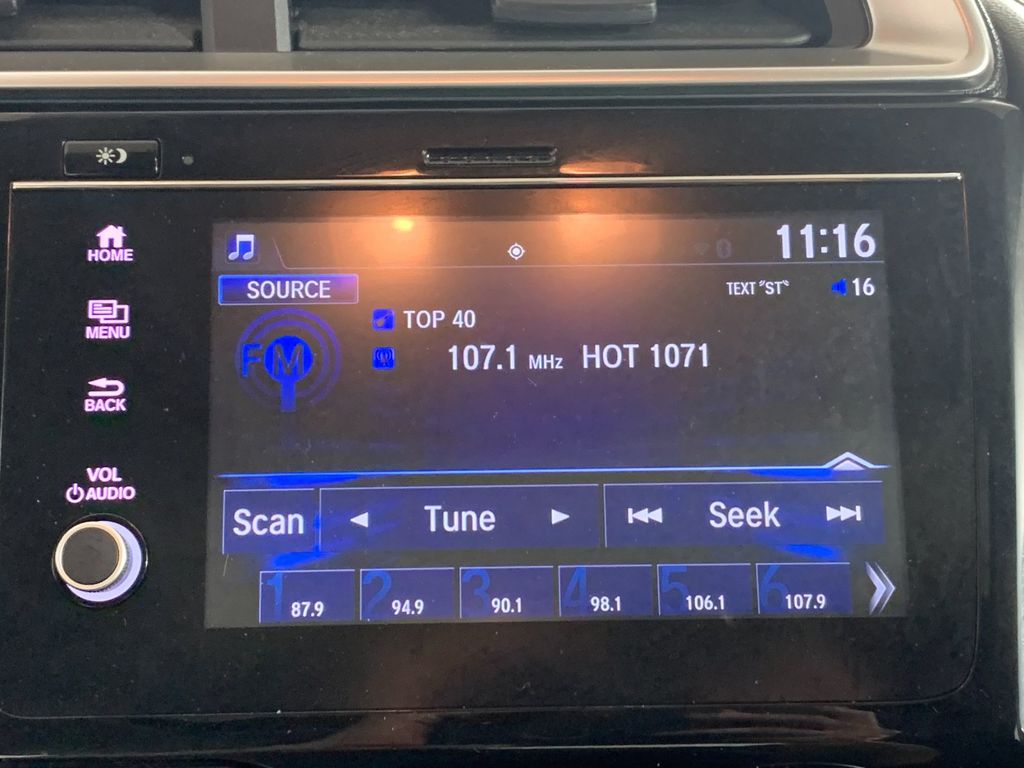 HOME
MENU
BACK
VOL
AUDIO
11:16
SOURCE
TEXT "ST"
16
FM
TOP 40
107.1 MHz HOT 1071
Scan
Tune
Seek
1 87.9
2 94.9
3 90.1
4 98.1
5 106.1
6 107.9